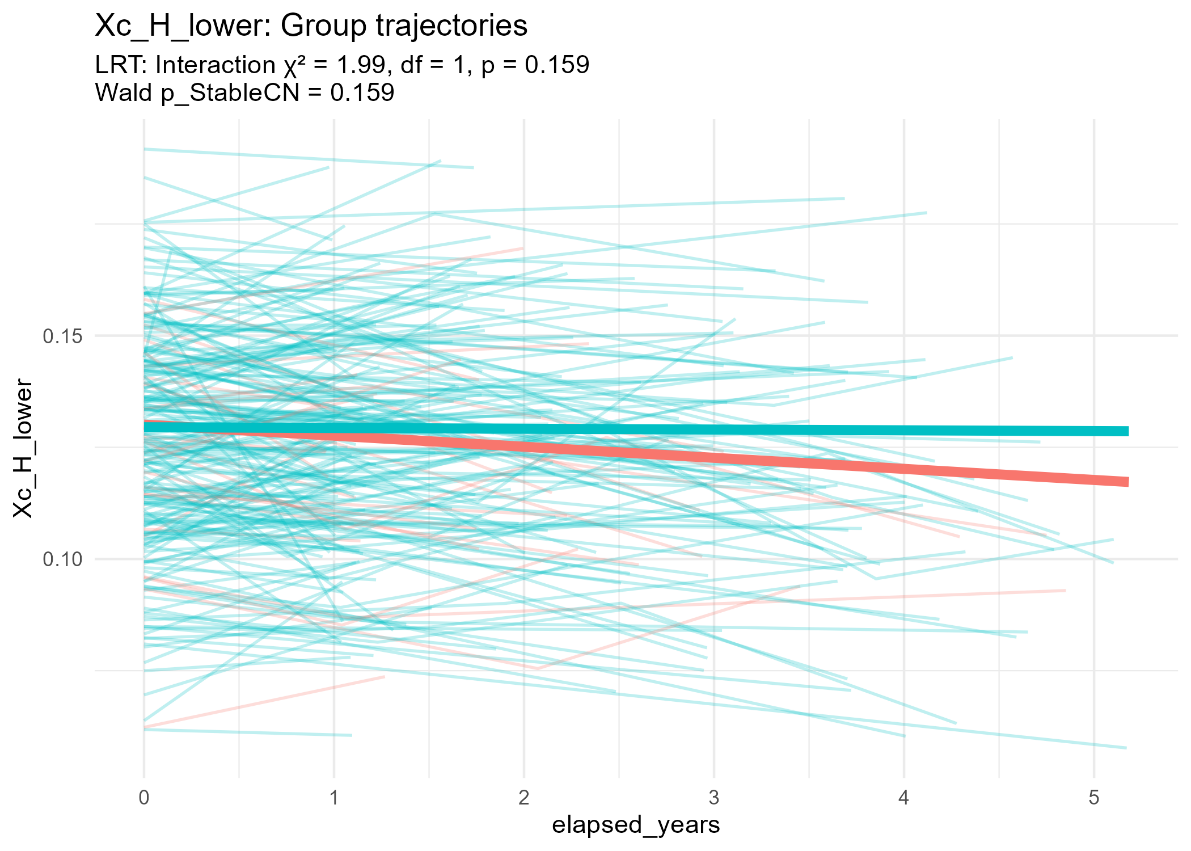 Xc_H_lower: Group trajectories
LRT: Interaction χ² = 1.99, df = 1, p = 0.159
Wald p_StableCN = 0.159
Xc_H_lower
0.15
0.10
0 1 2 3 4 5
elapsed_years